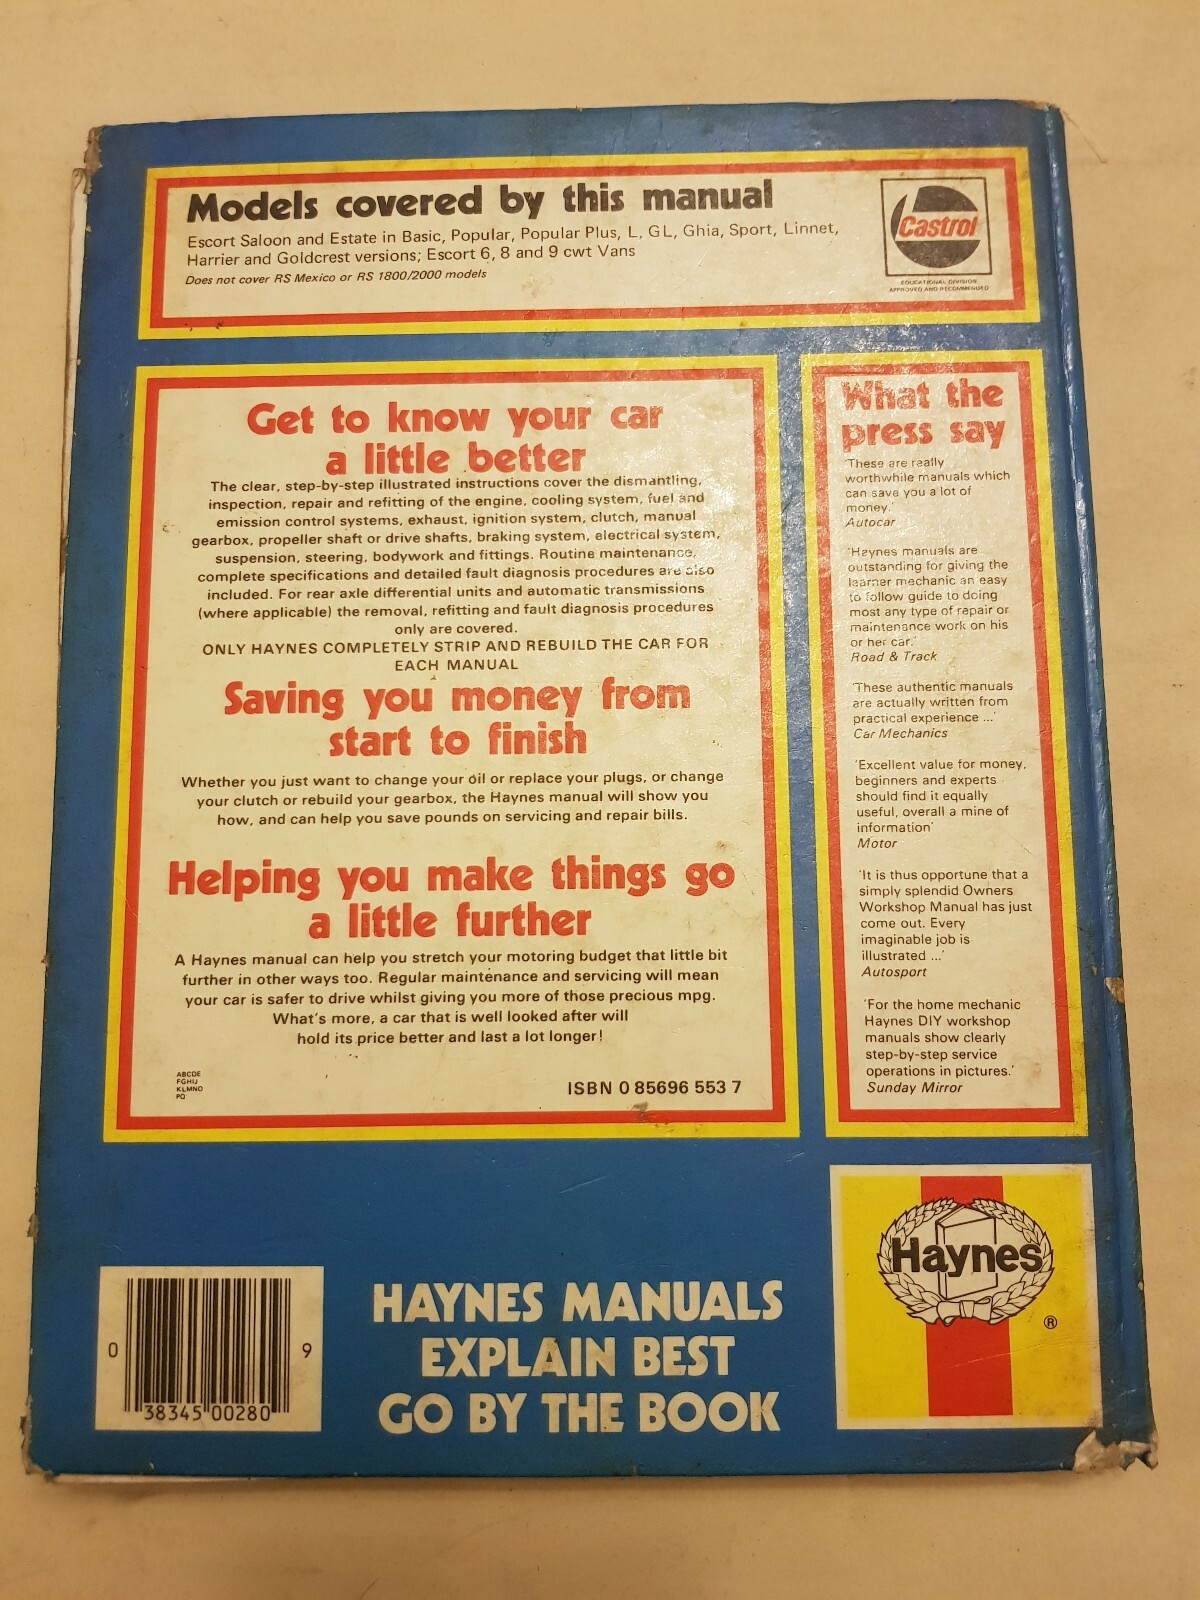 Models covered by this manual
Escort Saloon and Estate in Basic, Popular, Popular Plus, L, GL, Ghia, Sport, Linnet,
Harrier and Goldcrest versions; Escort 6, 8 and 9 cwt Vans
Does not cover RS Mexico or RS 1800/2000 models
Castrol
EDUCATIONAL DIVISION
APPROVED AND RECOMMENDED
Get to know your car
a little better
The clear, step-by-step illustrated instructions cover the dismantling,
inspection, repair and refitting of the engine, cooling system, fuel and
emission control systems, exhaust, ignition system, clutch, manual
gearbox, propeller shaft or drive shafts, braking system, electrical system,
suspension, steering, bodywork and fittings. Routine maintenance,
complete specifications and detailed fault diagnosis procedures are also
included. For rear axle differential units and automatic transmissions
(where applicable) the removal, refitting and fault diagnosis procedures
only are covered.
ONLY HAYNES COMPLETELY STRIP AND REBUILD THE CAR FOR
EACH MANUAL
Saving you money from
start to finish
Whether you just want to change your oil or replace your plugs, or change
your clutch or rebuild your gearbox, the Haynes manual will show you
how, and can help you save pounds on servicing and repair bills.
Helping you make things go
a little further
A Haynes manual can help you stretch your motoring budget that little bit
further in other ways too. Regular maintenance and servicing will mean
your car is safer to drive whilst giving you more of those precious mpg.
What's more, a car that is well looked after will
hold its price better and last a lot longer!
ABCDE
FGHIJ
KLMNO
PQ
ISBN 0 85696 553 7
What the
press say
'These are really
worthwhile manuals which
can save you a lot of
money.'
Autocar
'Haynes manuals are
outstanding for giving the
learner mechanic an easy
to follow guide to doing
most any type of repair or
maintenance work on his
or her car.'
Road & Track
'These authentic manuals
are actually written from
practical experience ...'
Car Mechanics
'Excellent value for money,
beginners and experts
should find it equally
useful, overall a mine of
information'
Motor
'It is thus opportune that a
simply splendid Owners
Workshop Manual has just
come out. Every
imaginable job is
illustrated ...'
Autosport
'For the home mechanic
Haynes DIY workshop
manuals show clearly
step-by-step service
operations in pictures.'
Sunday Mirror
0 38345 00280 9
HAYNES MANUALS
EXPLAIN BEST
GO BY THE BOOK
Haynes
®